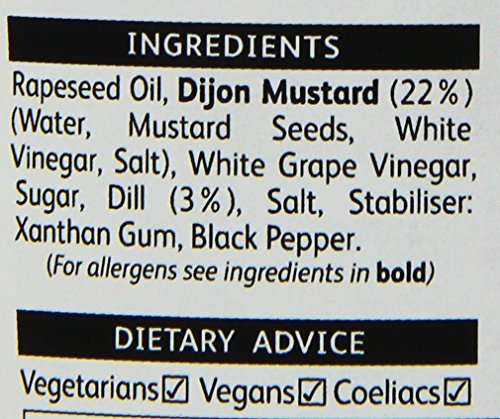 INGREDIENTS
Rapeseed Oil, Dijon Mustard (22%)
(Water, Mustard Seeds, White
Vinegar, Salt), White Grape Vinegar,
Sugar, Dill (3%), Salt, Stabiliser:
Xanthan Gum, Black Pepper.
(For allergens see ingredients in bold)
DIETARY ADVICE
Vegetarians☑ Vegans☑ Coeliacs☑